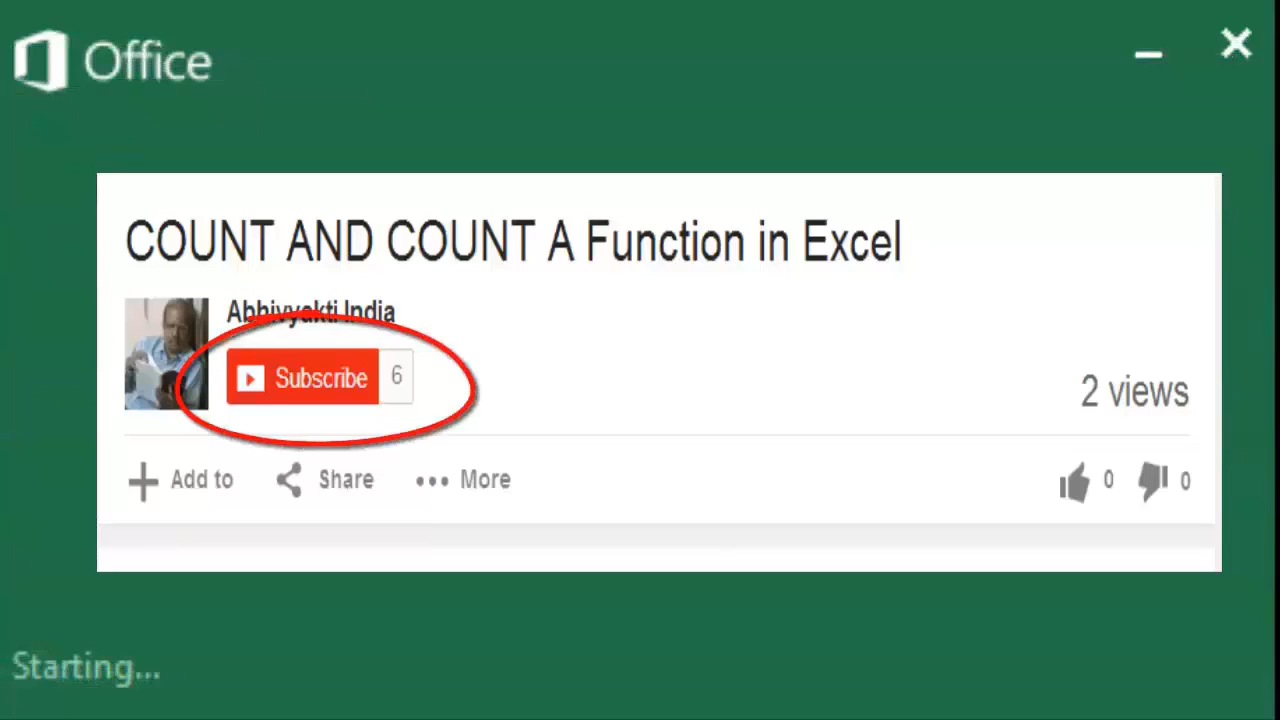 Office
COUNT AND COUNT A Function in Excel
Abhivyakti India
Subscribe 6
2 views
Add to Share More
0 0
Starting...